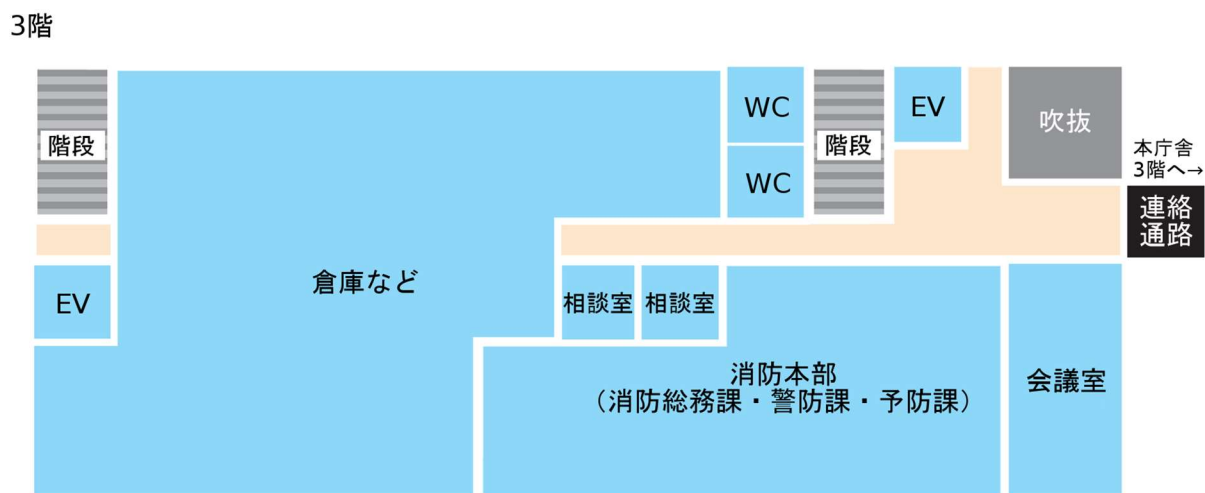 3階
階段
WC
WC
階段
EV
吹抜
本庁舎
3階へ→
連絡
通路
EV
倉庫など
相談室
相談室
消防本部
（消防総務課・警防課・予防課）
会議室